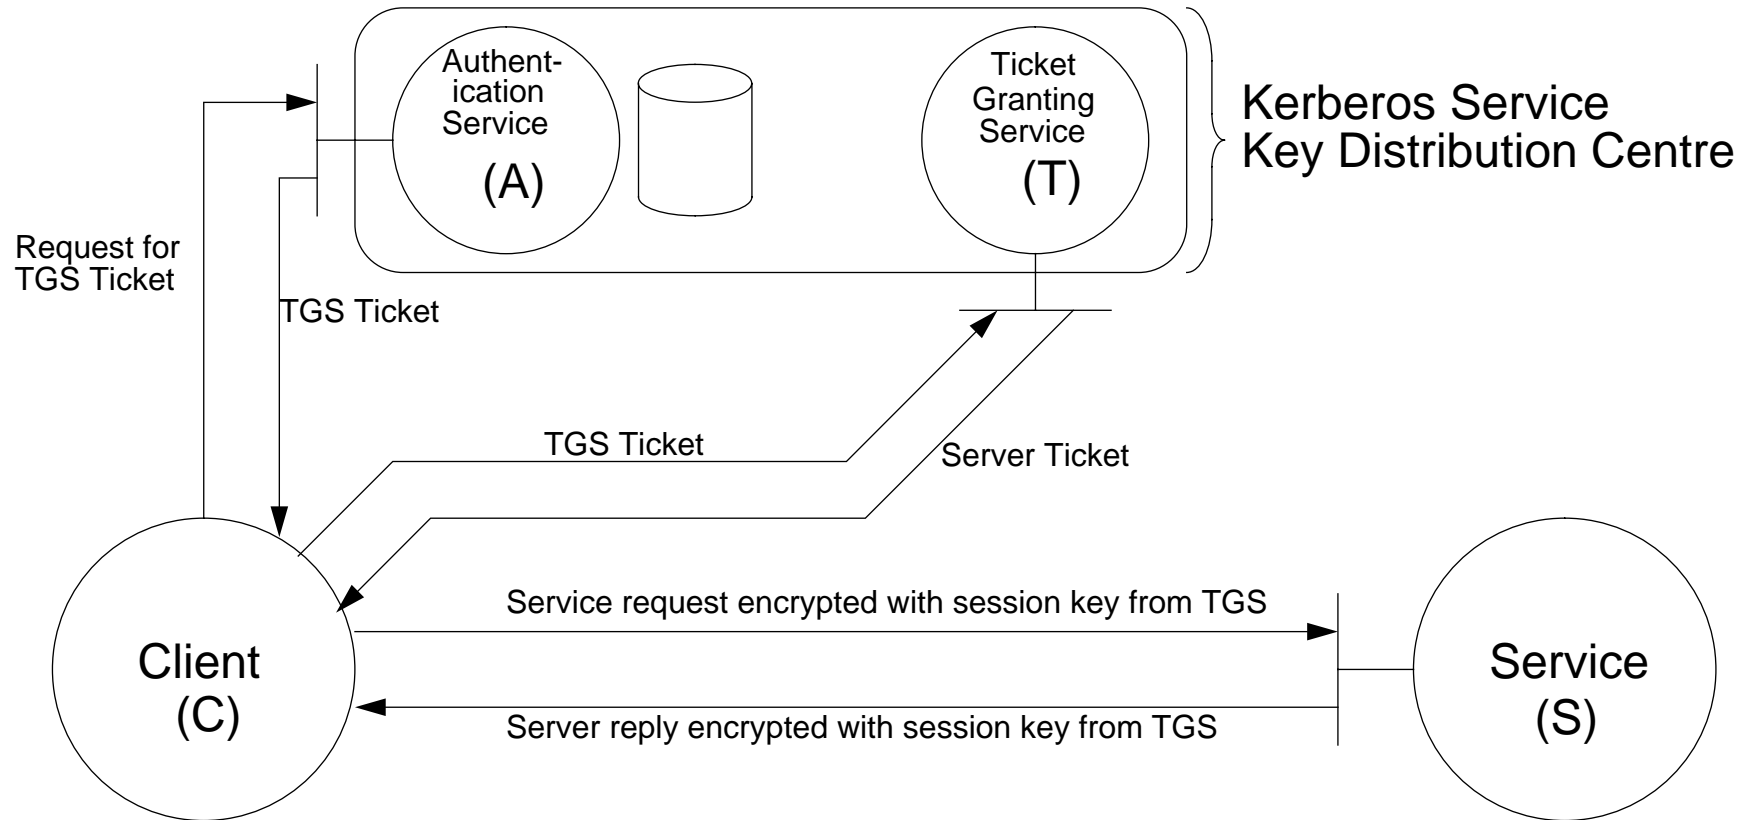 Authent-
ication
Service
(A)
Ticket
Granting
Service
(T)
Kerberos Service
Key Distribution Centre
Request for
TGS Ticket
TGS Ticket
TGS Ticket
Server Ticket
Service request encrypted with session key from TGS
Client
(C)
Service
(S)
Server reply encrypted with session key from TGS